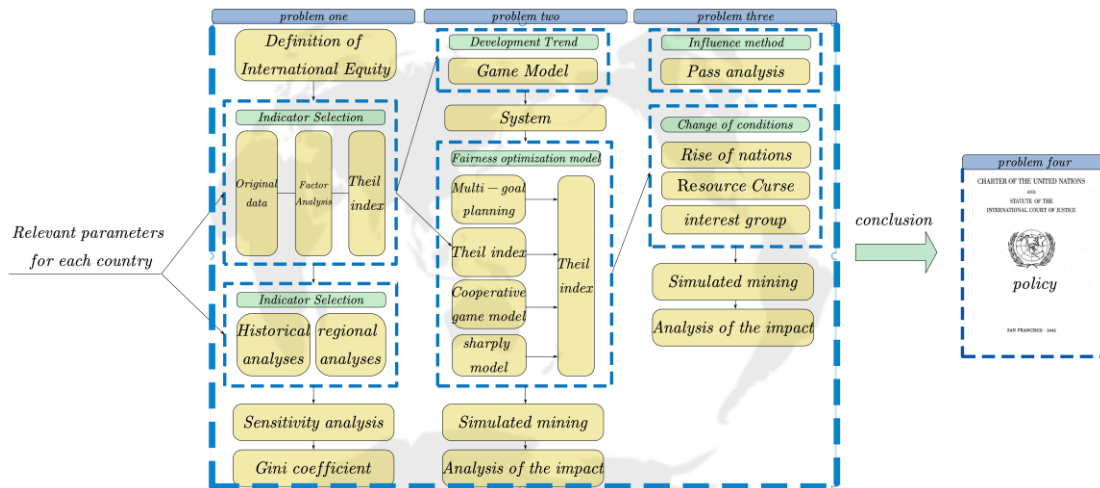 problem one
problem two
problem three
Definition of
International Equity
Indicator Selection
Original
data
Factor
Analysis
Theil
index
Relevant parameters
for each country
Indicator Selection
Historical
analyses
regional
analyses
Sensitivity analysis
Gini coefficient
Development Trend
Game Model
System
Fairness optimization model
Multi - goal
planning
Theil index
Cooperative
game model
sharply
model
Theil
index
Simulated mining
Analysis of the impact
Influence method
Pass analysis
Change of conditions
Rise of nations
Resource Curse
interest group
Simulated mining
Analysis of the impact
conclusion
problem four
CHARTER OF THE UNITED NATIONS
AND
STATUTE OF THE
INTERNATIONAL COURT OF JUSTICE
policy
SAN FRANCISCO · 1945